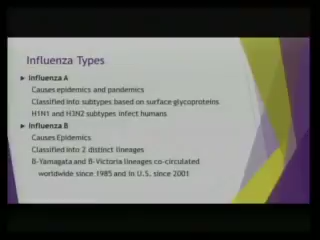 Influenza Types
Influenza A
Causes epidemics and pandemics
Classified into subtypes based on surface glycoproteins
H1N1 and H3N2 subtypes infect humans
Influenza B
Causes Epidemics
Classified into 2 distinct lineages
B-Yamagata and B-Victoria lineages co-circulated
worldwide since 1985 and in U.S. since 2001